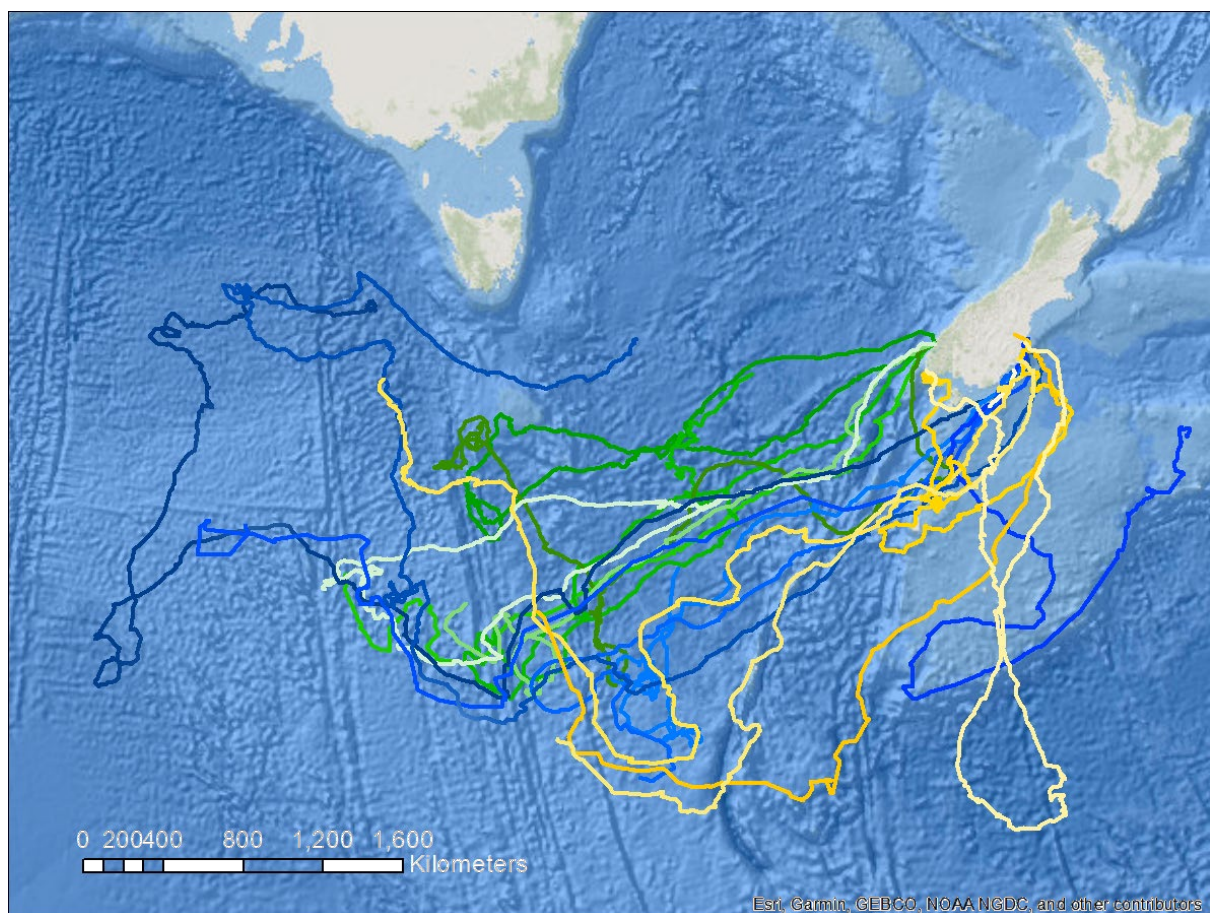 0 200400 800 1,200 1,600
Kilometers
Esri, Garmin, GEBCO, NOAA NGDC, and other contributors